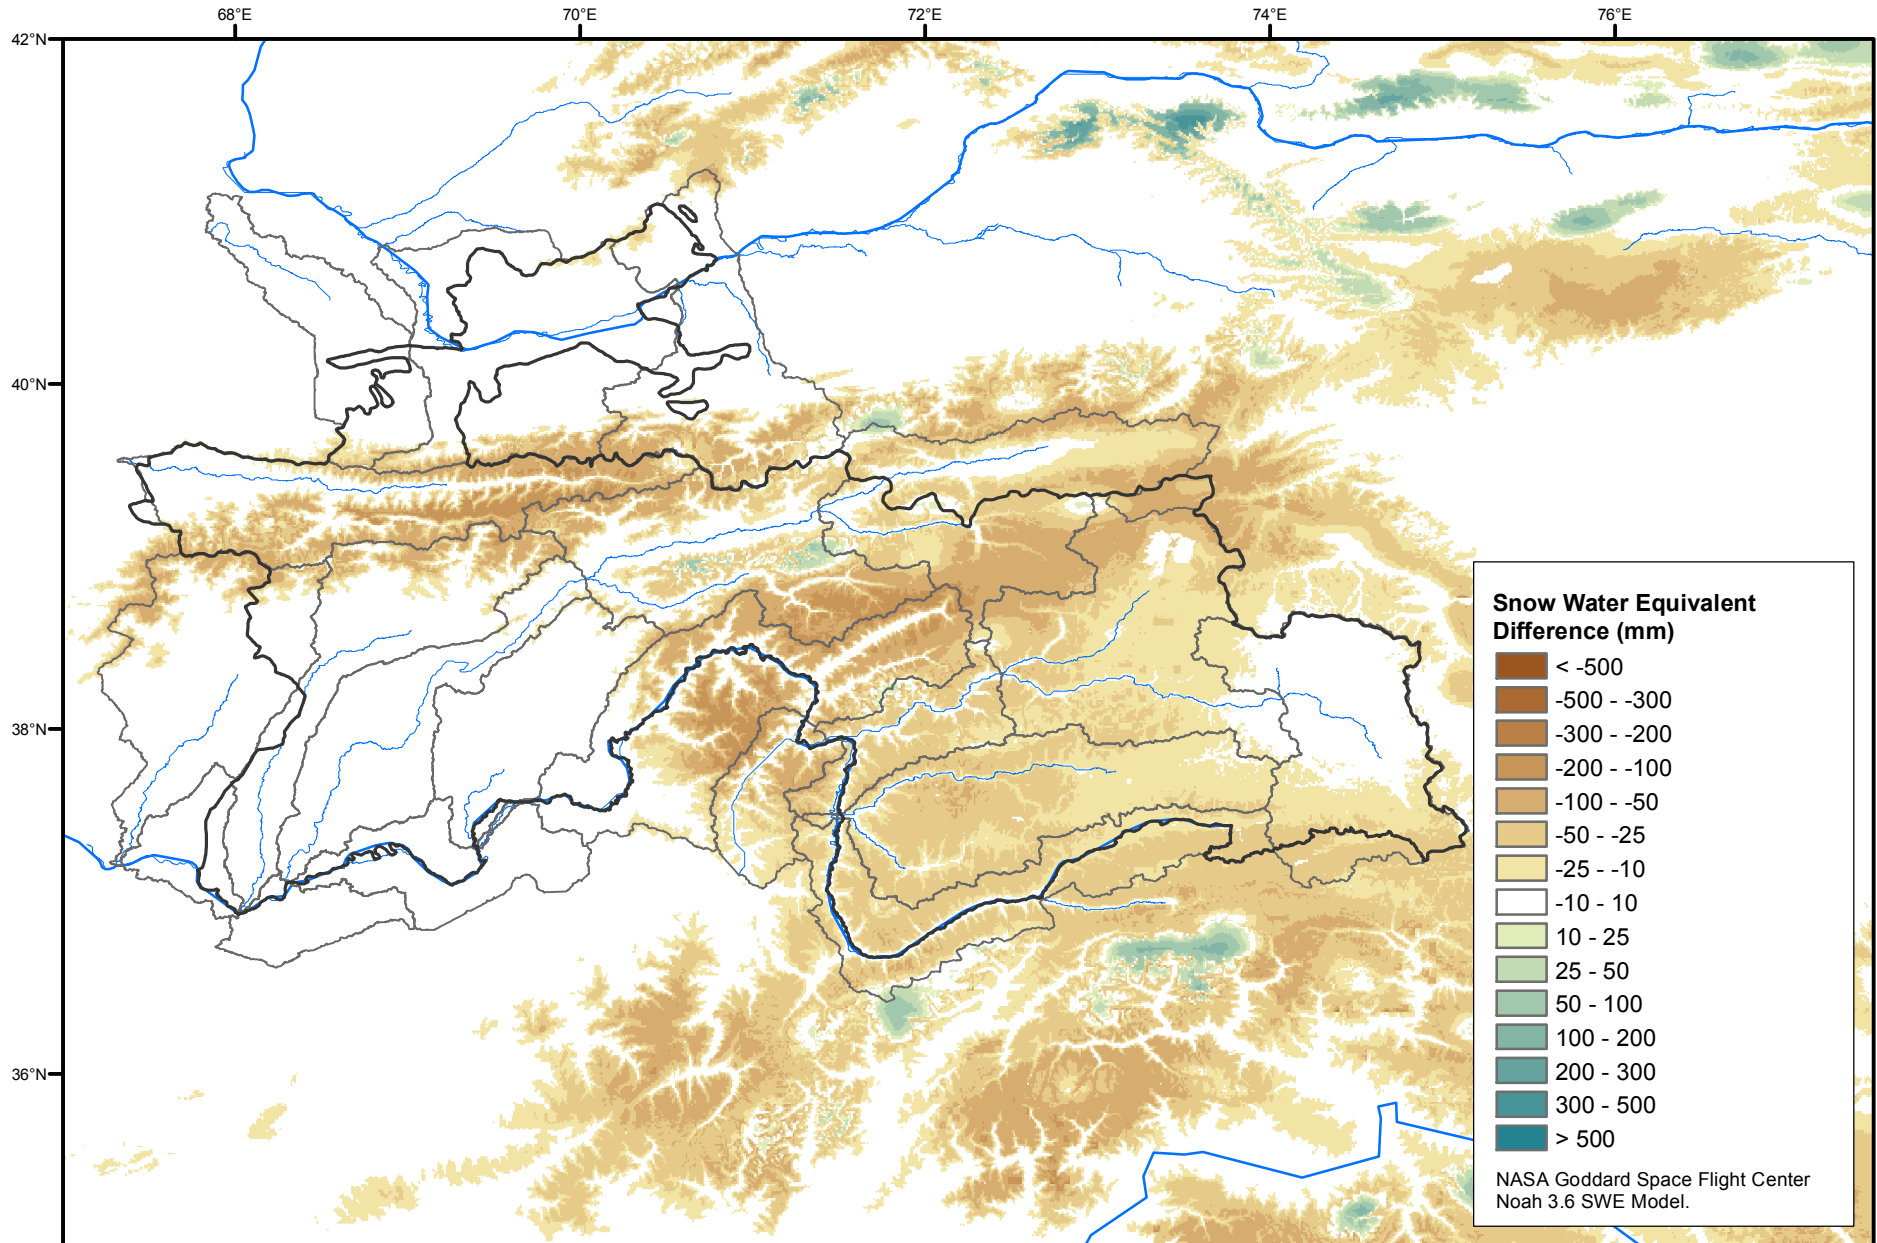 68°E 70°E 72°E 74°E 76°E
42°N
40°N
38°N
36°N
Snow Water Equivalent
Difference (mm)
< -500
-500 - -300
-300 - -200
-200 - -100
-100 - -50
-50 - -25
-25 - -10
-10 - 10
10 - 25
25 - 50
50 - 100
100 - 200
200 - 300
300 - 500
> 500
NASA Goddard Space Flight Center
Noah 3.6 SWE Model.